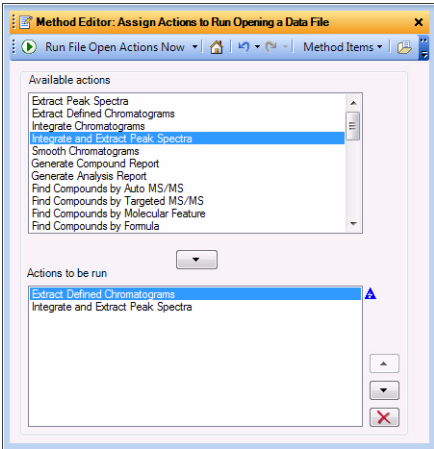 Method Editor: Assign Actions to Run Opening a Data File
Run File Open Actions Now
Method Items
Available actions
Extract Peak Spectra
Extract Defined Chromatograms
Integrate Chromatograms
Integrate and Extract Peak Spectra
Smooth Chromatograms
Generate Compound Report
Generate Analysis Report
Find Compounds by Auto MS/MS
Find Compounds by Targeted MS/MS
Find Compounds by Molecular Feature
Find Compounds by Formula
Actions to be run
Extract Defined Chromatograms
Integrate and Extract Peak Spectra